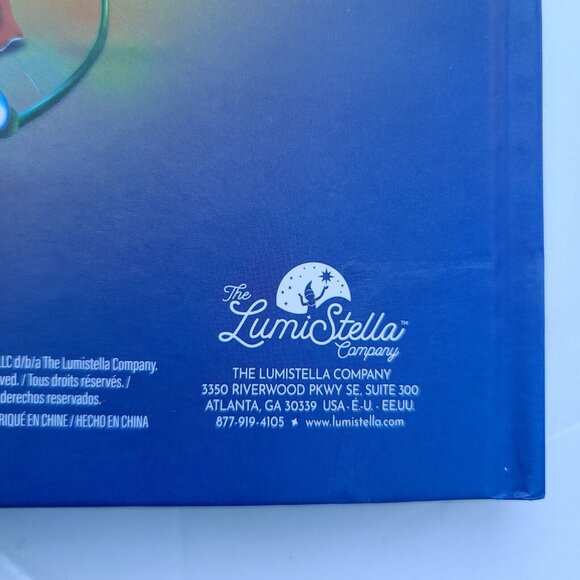 The
LumiStella™
Company
THE LUMISTELLA COMPANY
3350 RIVERWOOD PKWY SE, SUITE 300
ATLANTA, GA 30339 USA - É.-U. - EE.UU.
877-919-4105 ★ www.lumistella.com
LLC d/b/a The Lumistella Company.
ved. / Tous droits réservés. /
derechos reservados.
RIQUÉ EN CHINE / HECHO EN CHINA